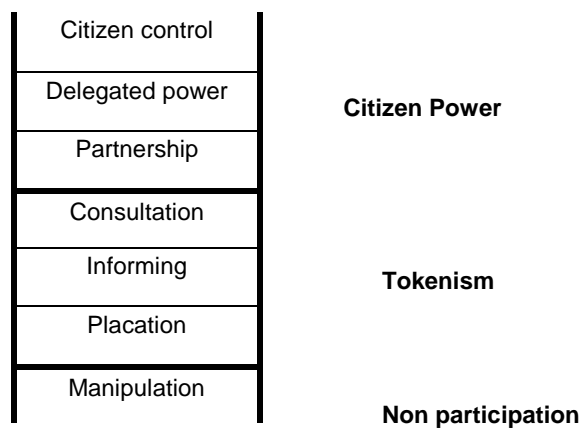 Citizen control
Delegated power
Citizen Power
Partnership
Consultation
Informing
Tokenism
Placation
Manipulation
Non participation